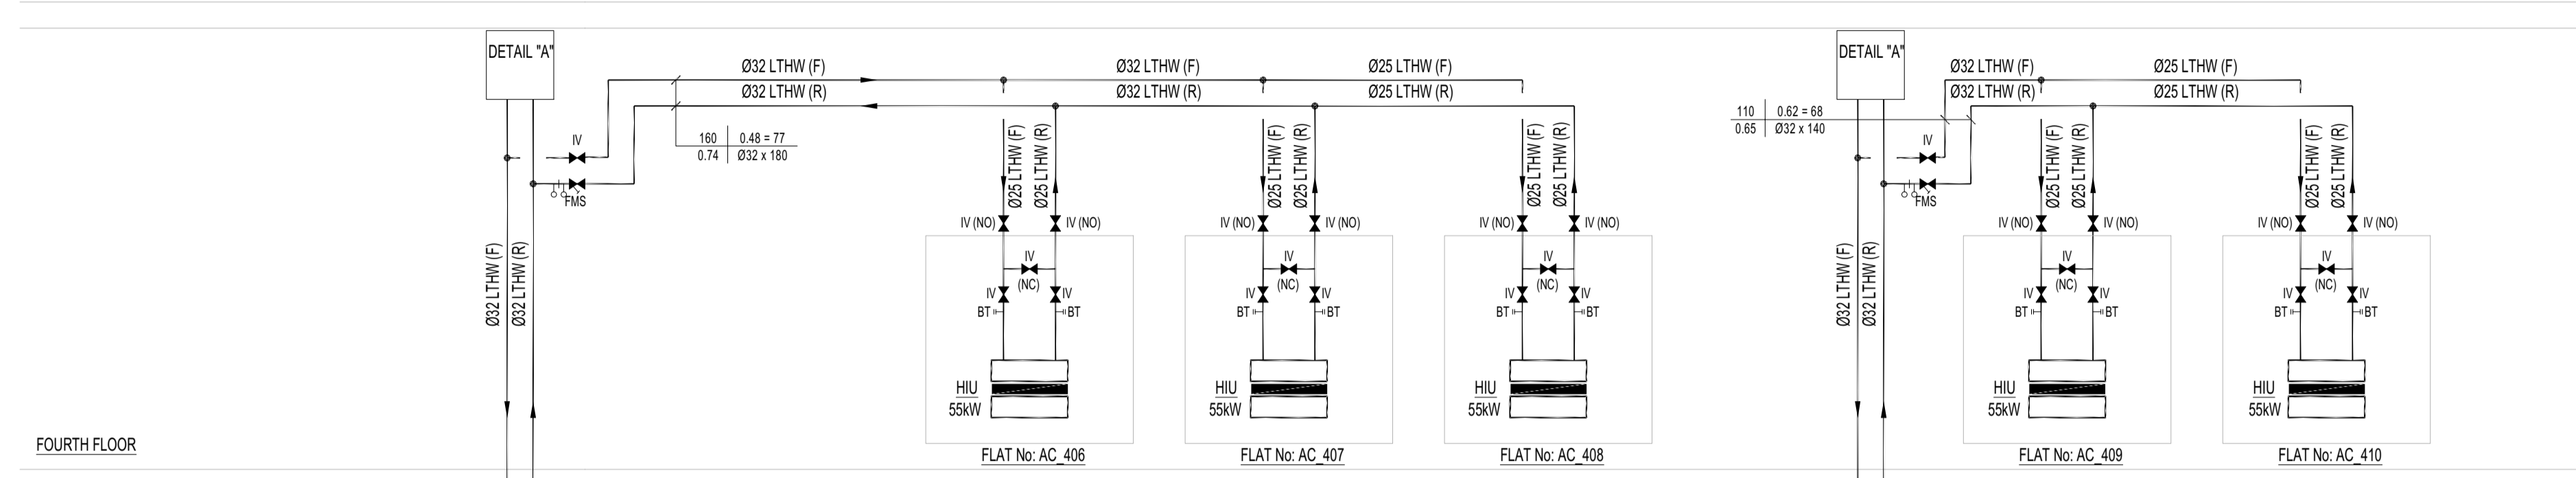 DETAIL "A"
Ø32 LTHW (F)
Ø32 LTHW (R)
Ø32 LTHW (F)
Ø32 LTHW (R)
Ø25 LTHW (F)
Ø25 LTHW (R)
160 0.48 = 77
0.74 Ø32 x 180
IV
FMS
Ø32 LTHW (F)
Ø32 LTHW (R)
Ø25 LTHW (F)
Ø25 LTHW (R)
IV (NO)
IV (NO)
IV
(NC)
IV
IV
BT
BT
HIU
55kW
FLAT No: AC_406
Ø25 LTHW (F)
Ø25 LTHW (R)
IV (NO)
IV (NO)
IV
(NC)
IV
IV
BT
BT
HIU
55kW
FLAT No: AC_407
Ø25 LTHW (F)
Ø25 LTHW (R)
IV (NO)
IV (NO)
IV
(NC)
IV
IV
BT
BT
HIU
55kW
FLAT No: AC_408
DETAIL "A"
Ø32 LTHW (F)
Ø32 LTHW (R)
Ø25 LTHW (F)
Ø25 LTHW (R)
110 0.62 = 68
0.65 Ø32 x 140
IV
FMS
Ø32 LTHW (F)
Ø32 LTHW (R)
Ø25 LTHW (F)
Ø25 LTHW (R)
IV (NO)
IV (NO)
IV
(NC)
IV
IV
BT
BT
HIU
55kW
FLAT No: AC_409
Ø25 LTHW (F)
Ø25 LTHW (R)
IV (NO)
IV (NO)
IV
(NC)
IV
IV
BT
BT
HIU
55kW
FLAT No: AC_410
FOURTH FLOOR